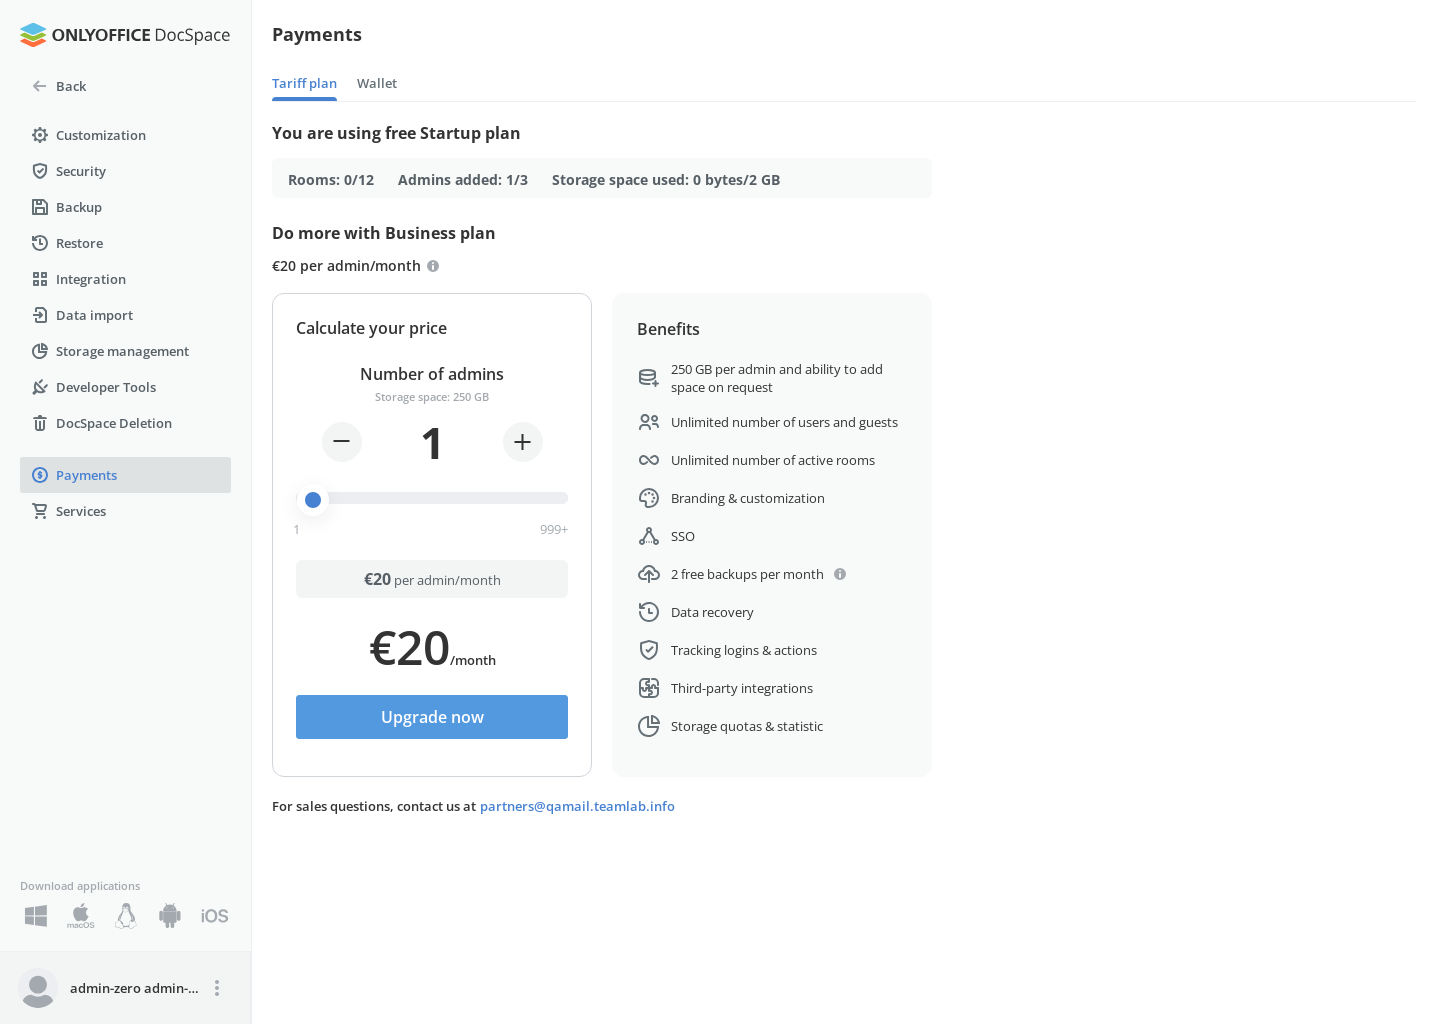 ONLYOFFICE DocSpace
Back
Customization
Security
Backup
Restore
Integration
Data import
Storage management
Developer Tools
DocSpace Deletion
Payments
Services
Download applications
macOS
iOS
admin-zero admin-...
Payments
Tariff plan
Wallet
You are using free Startup plan
Rooms: 0/12
Admins added: 1/3
Storage space used: 0 bytes/2 GB
Do more with Business plan
€20 per admin/month
Calculate your price
Number of admins
Storage space: 250 GB
1
1
999+
€20 per admin/month
€20/month
Upgrade now
Benefits
250 GB per admin and ability to add
space on request
Unlimited number of users and guests
Unlimited number of active rooms
Branding & customization
SSO
2 free backups per month
Data recovery
Tracking logins & actions
Third-party integrations
Storage quotas & statistic
For sales questions, contact us at partners@qamail.teamlab.info